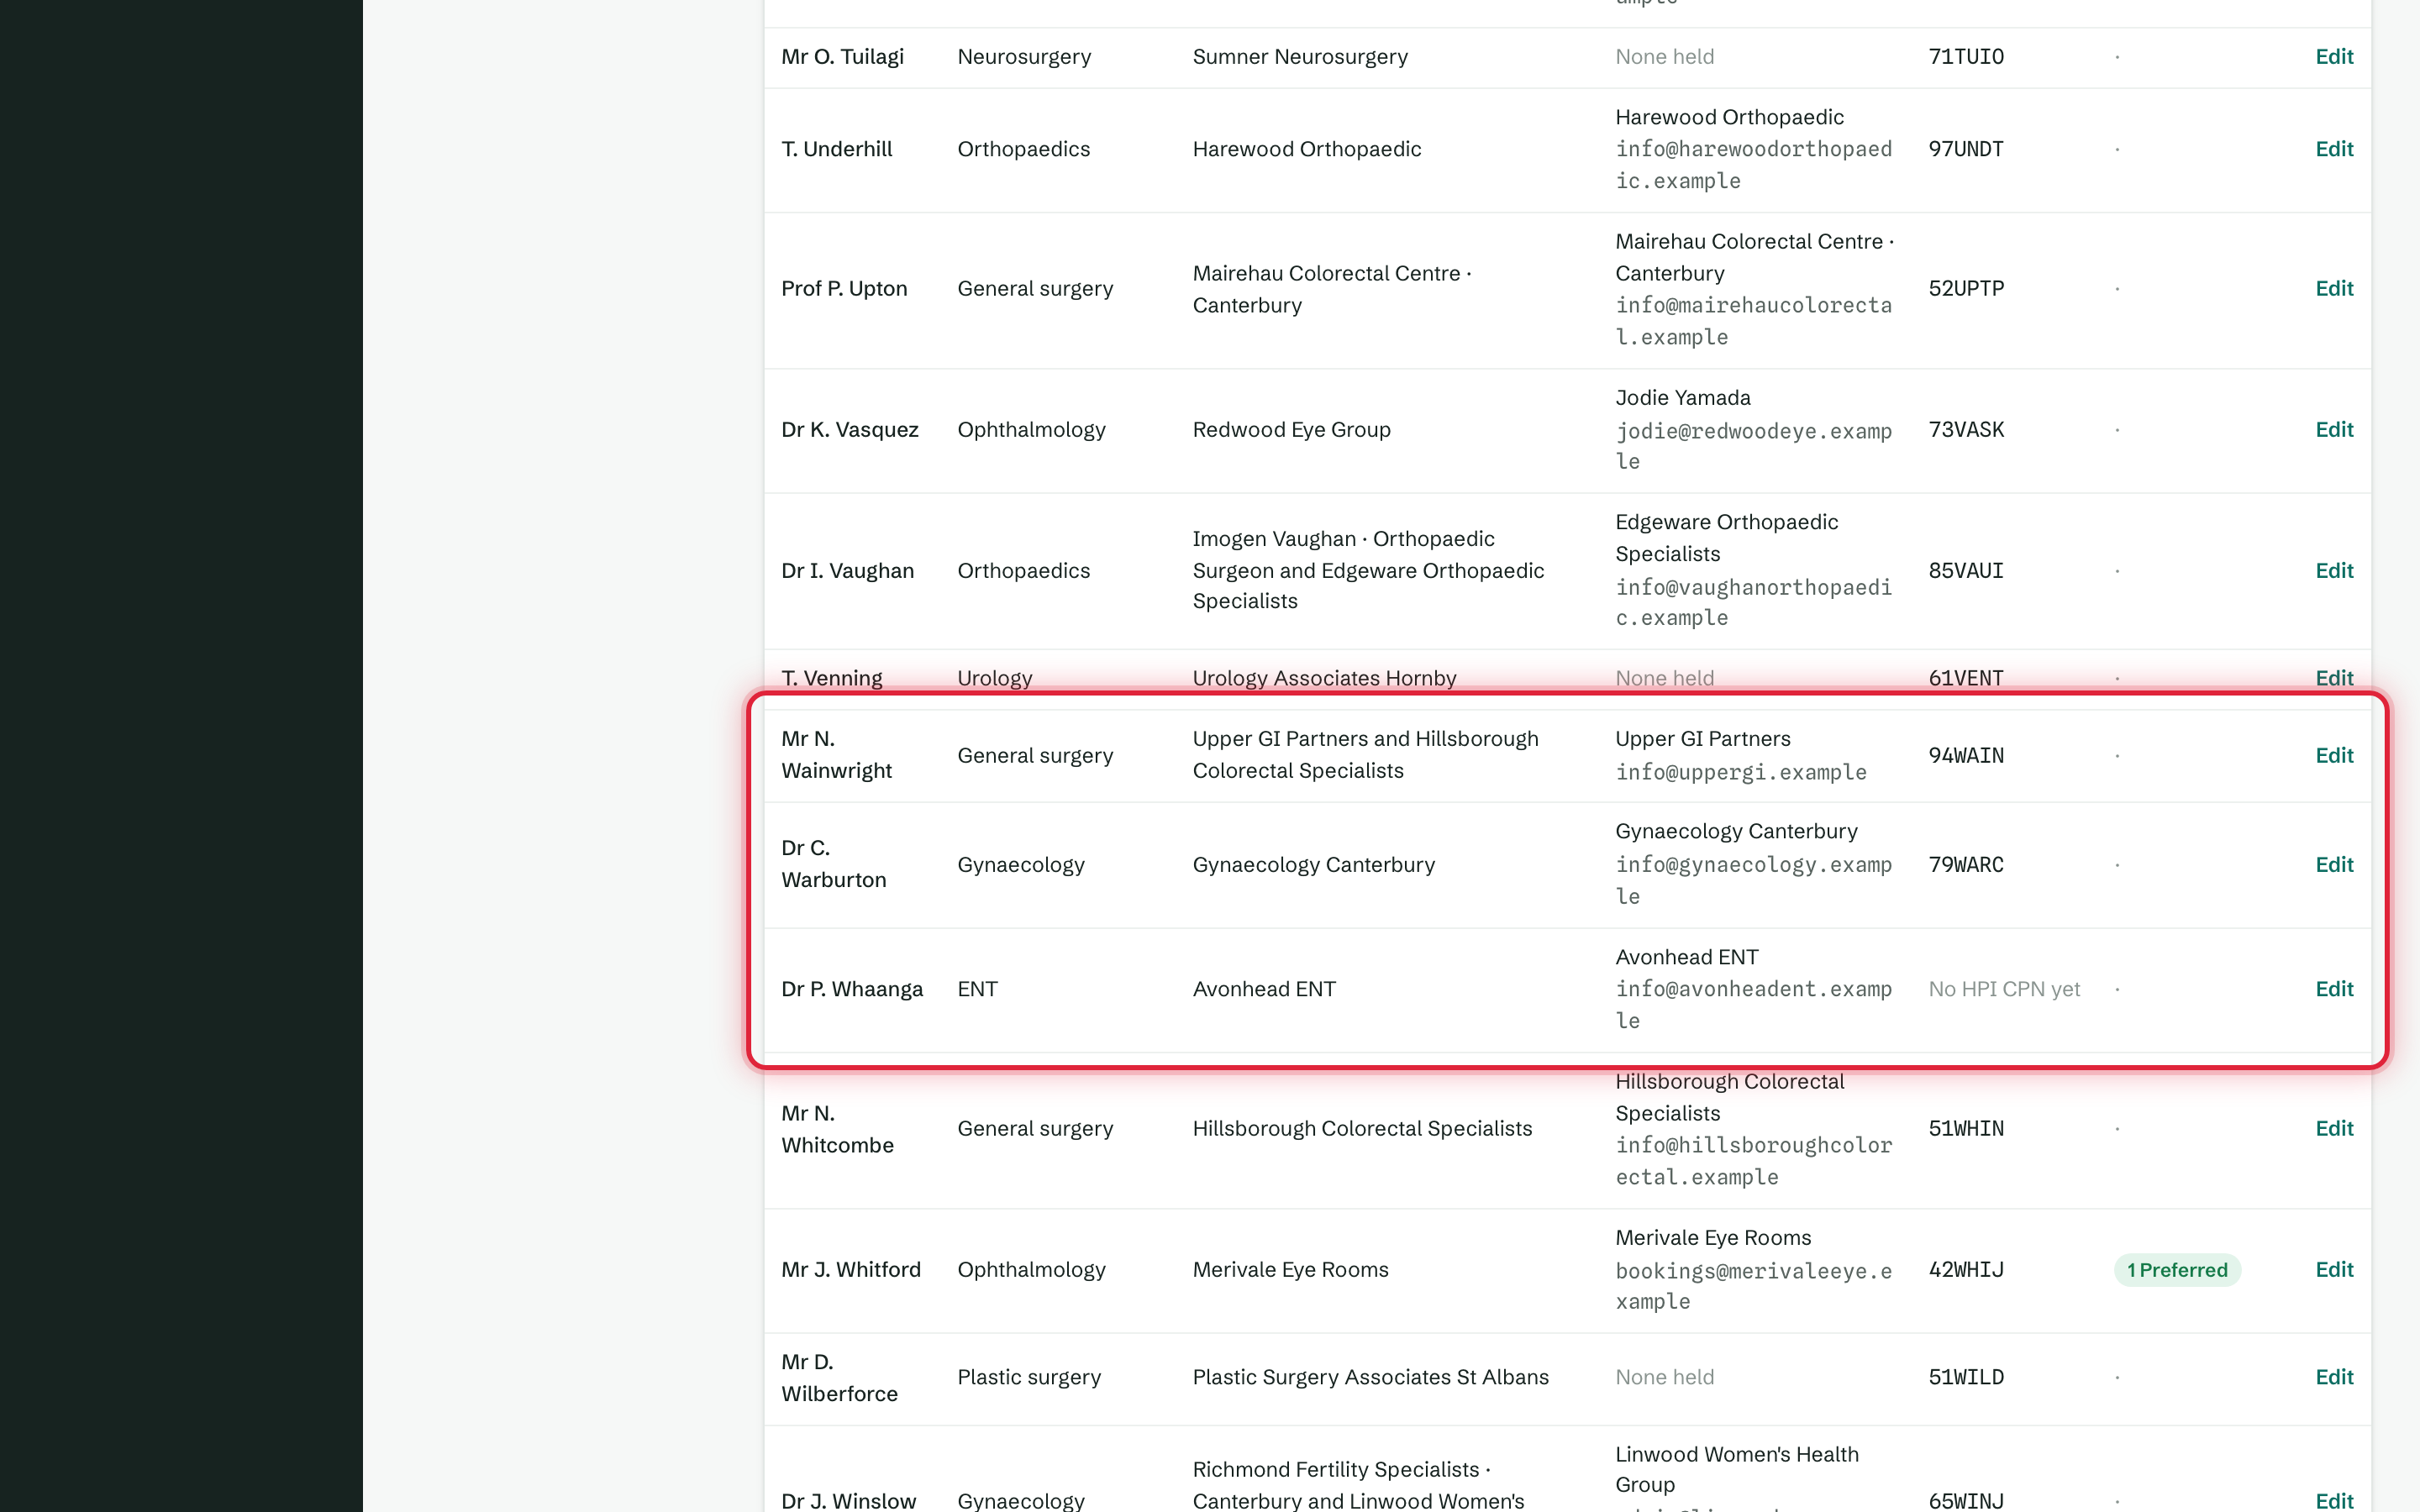 Mr O. Tuilagi Neurosurgery Sumner Neurosurgery None held 71TUIO · Edit
T. Underhill Orthopaedics Harewood Orthopaedic Harewood Orthopaedic
info@harewoodorthopaed
ic.example 97UNDT · Edit
Prof P. Upton General surgery Mairehau Colorectal Centre ·
Canterbury
Mairehau Colorectal Centre ·
Canterbury
info@mairehaucolorecta
l.example
52UPTP · Edit
Dr K. Vasquez Ophthalmology Redwood Eye Group Jodie Yamada
jodie@redwoodeye.examp
le
73VASK · Edit
Dr I. Vaughan Orthopaedics Imogen Vaughan · Orthopaedic
Surgeon and Edgeware Orthopaedic
Specialists
Edgeware Orthopaedic
Specialists
info@vaughanorthopaedi
c.example
85VAUI · Edit
T. Venning Urology Urology Associates Hornby None held 61VENT · Edit
Mr N.
Wainwright
General surgery
Upper GI Partners and Hillsborough
Colorectal Specialists
Upper GI Partners
info@uppergi.example
94WAIN · Edit
Dr C.
Warburton
Gynaecology Gynaecology Canterbury Gynaecology Canterbury
info@gynaecology.examp
le
79WARC · Edit
Dr P. Whaanga ENT Avonhead ENT Avonhead ENT
info@avonheadent.examp
le
No HPI CPN yet · Edit
Mr N.
Whitcombe
General surgery Hillsborough Colorectal Specialists
Hillsborough Colorectal
Specialists
info@hillsboroughcolor
ectal.example
51WHIN · Edit
Mr J. Whitford Ophthalmology Merivale Eye Rooms Merivale Eye Rooms
bookings@merivaleeye.e
xample
42WHIJ 1 Preferred Edit
Mr D.
Wilberforce
Plastic surgery Plastic Surgery Associates St Albans None held 51WILD · Edit
Dr J. Winslow Gynaecology Richmond Fertility Specialists ·
Canterbury and Linwood Women's
Linwood Women's Health
Group
65WINJ · Edit